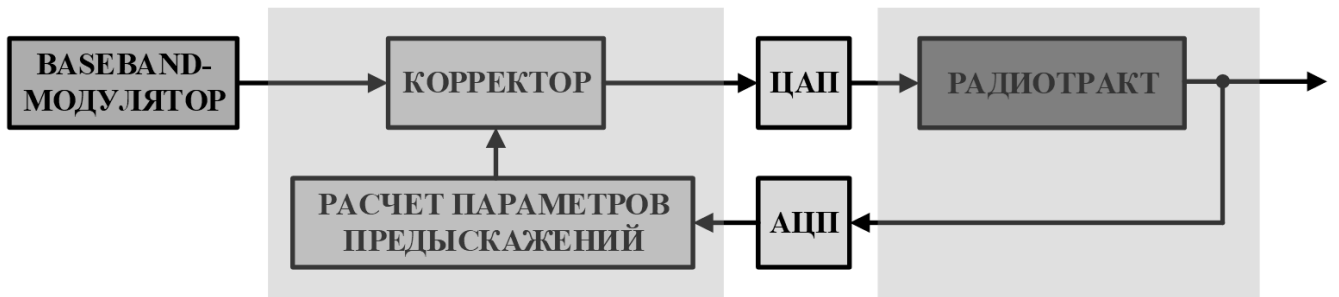 BASEBAND-
МОДУЛЯТОР
КОРРЕКТОР
ЦАП
РАДИОТРАКТ
РАСЧЕТ ПАРАМЕТРОВ
ПРЕДЫСКАЖЕНИЙ
АЦП